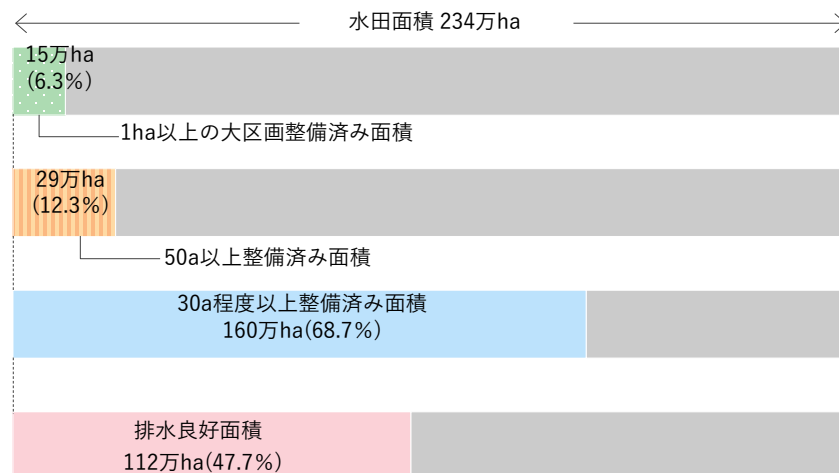 水田面積 234万ha
15万ha
(6.3%)
1ha以上の大区画整備済み面積
29万ha
(12.3%)
50a以上整備済み面積
30a程度以上整備済み面積
160万ha(68.7%)
排水良好面積
112万ha(47.7%)